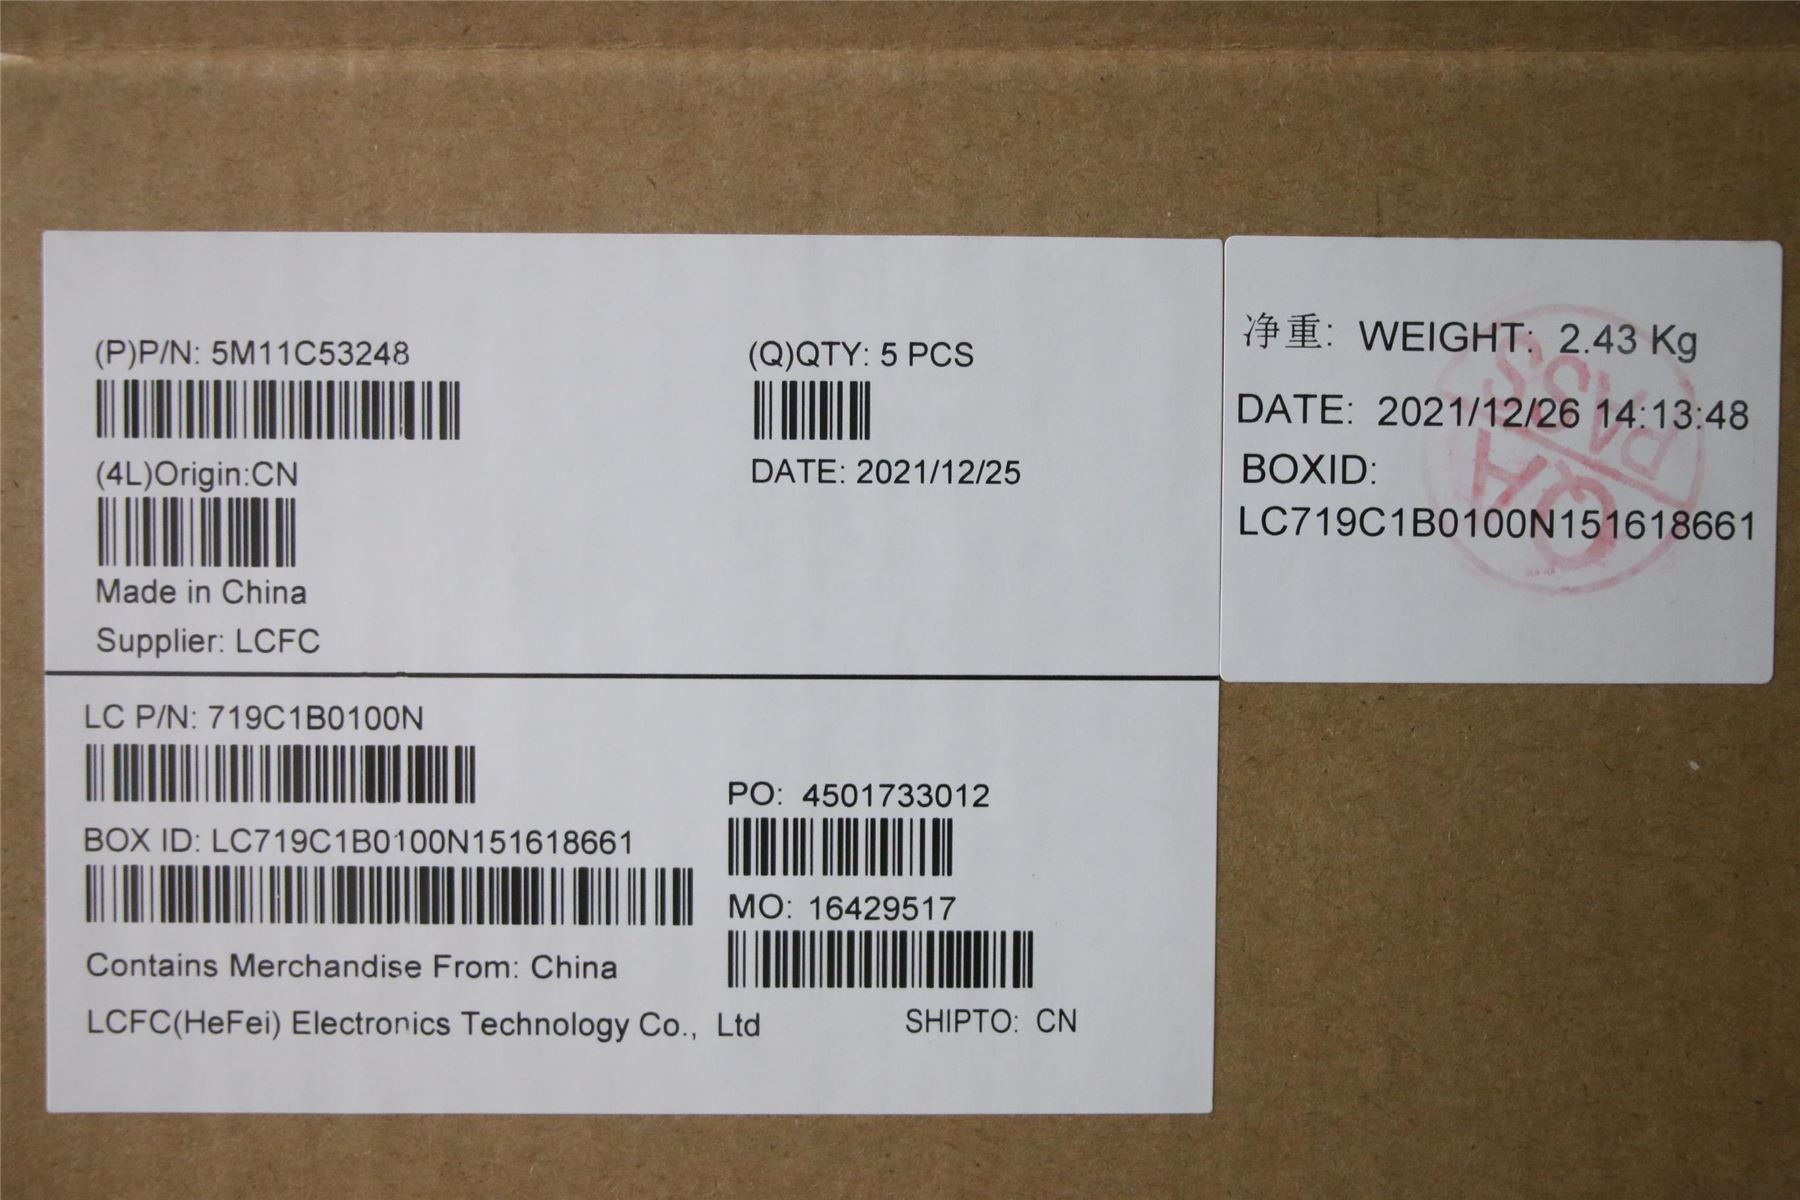 (P)P/N: 5M11C53248
(Q)QTY: 5 PCS
(4L)Origin:CN
DATE: 2021/12/25
Made in China
Supplier: LCFC
LC P/N: 719C1B0100N
BOX ID: LC719C1B0100N151618661
PO: 4501733012
MO: 16429517
Contains Merchandise From: China
LCFC(HeFei) Electronics Technology Co., Ltd
SHIPTO: CN
净重: WEIGHT: 2.43 Kg
DATE: 2021/12/26 14:13:48
BOXID:
LC719C1B0100N151618661
QA
PASS